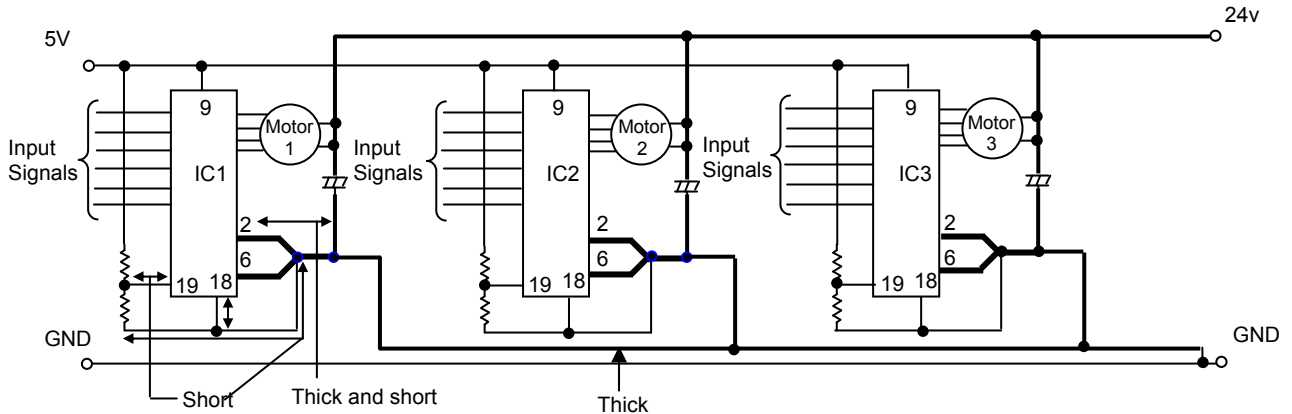 24v
5V
9
9
9
Motor
1
Motor
2
Motor
3
Input
Signals
IC1
Input
Signals
IC2
Input
Signals
IC3
2
6
19
18
2
6
19
18
2
6
19
18
GND
GND
Short
Thick and short
Thick